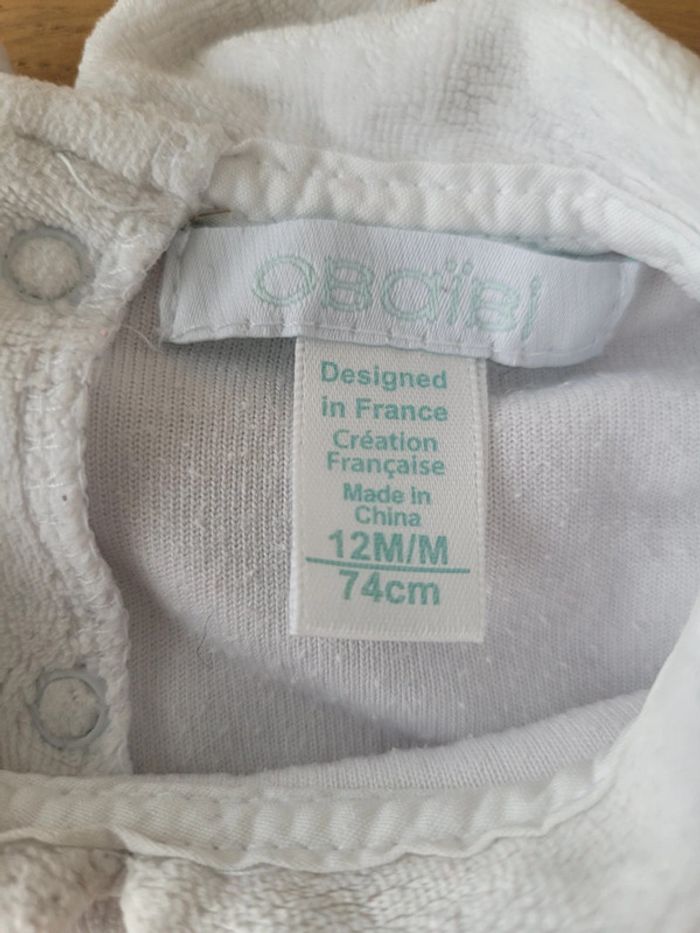 OBaïBi
Designed
in France
Création
Française
Made in
China
12M/M
74cm